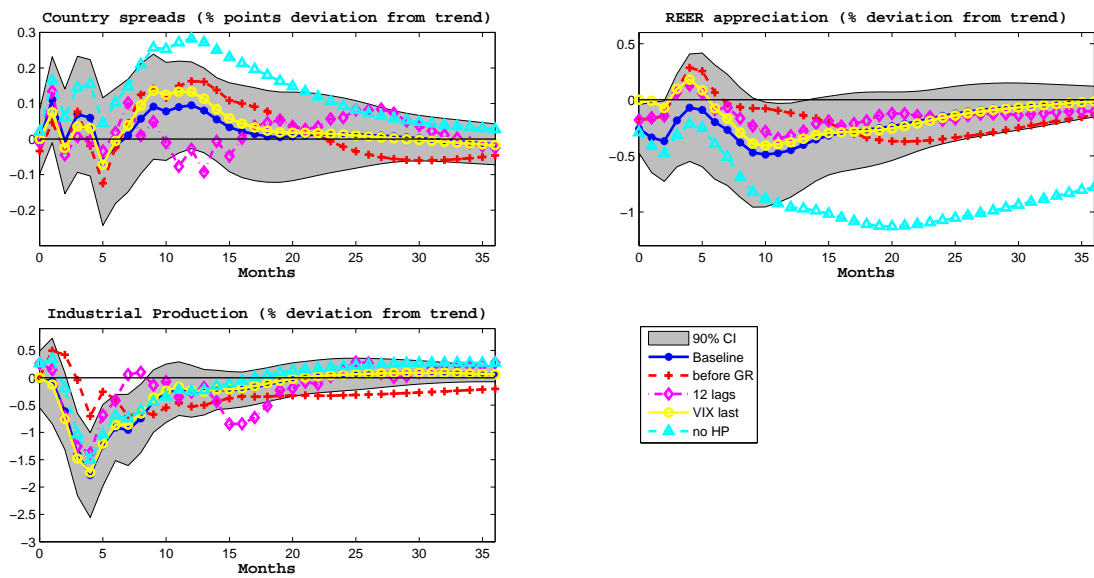 Country spreads (% points deviation from trend)
0.3
0.2
0.1
0
-0.1
-0.2
0 5 10 15 20 25 30 35
Months
REER appreciation (% deviation from trend)
0.5
0
-0.5
-1
0 5 10 15 20 25 30 35
Months
Industrial Production (% deviation from trend)
0.5
0
-0.5
-1
-1.5
-2
-2.5
-3
0 5 10 15 20 25 30 35
Months
90% CI
Baseline
before GR
12 lags
VIX last
no HP